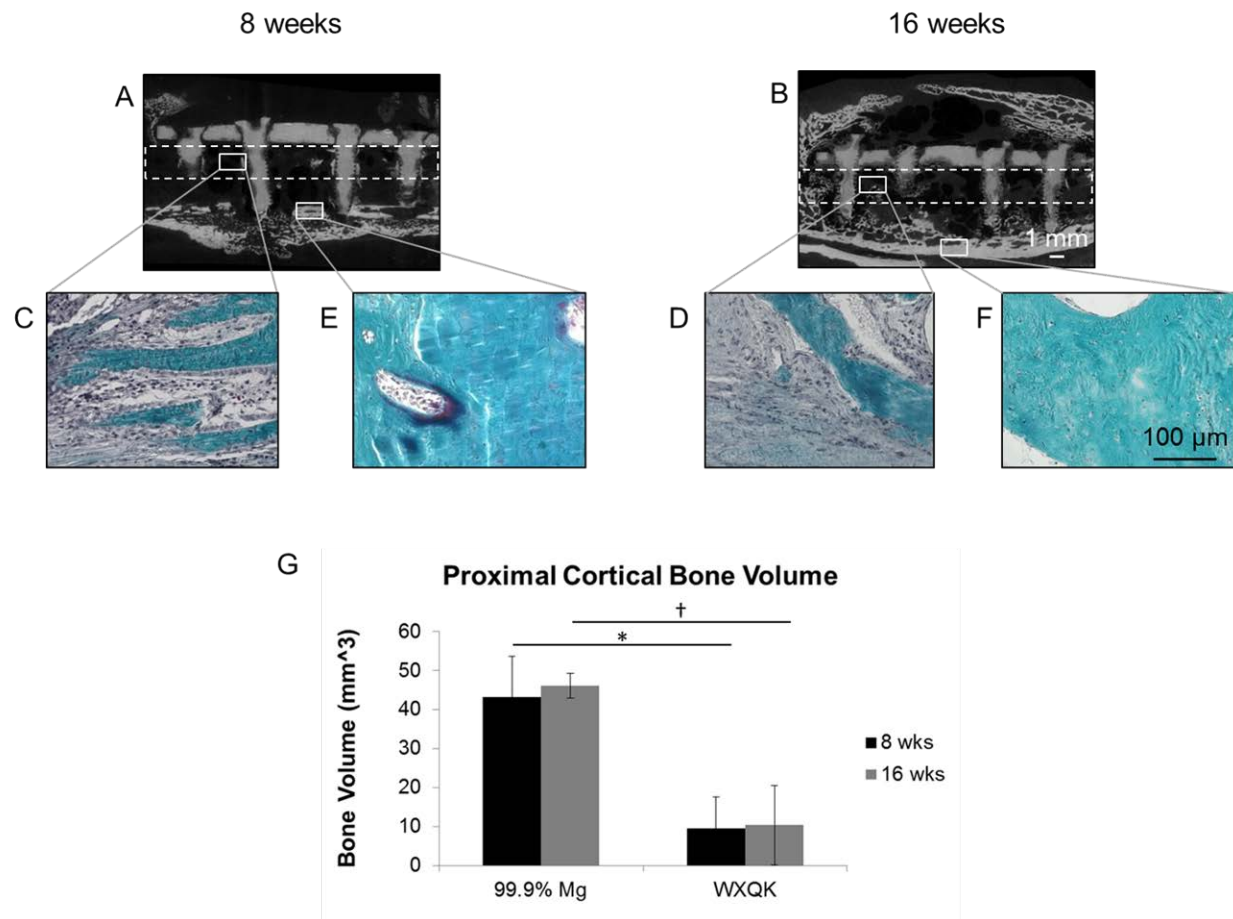 8 weeks
16 weeks
A
B
1 mm
C
E
D
F
100 µm
G
Proximal Cortical Bone Volume
†
*
Bone Volume (mm^3)
60
50
40
30
20
10
0
8 wks
16 wks
99.9% Mg
WXQK